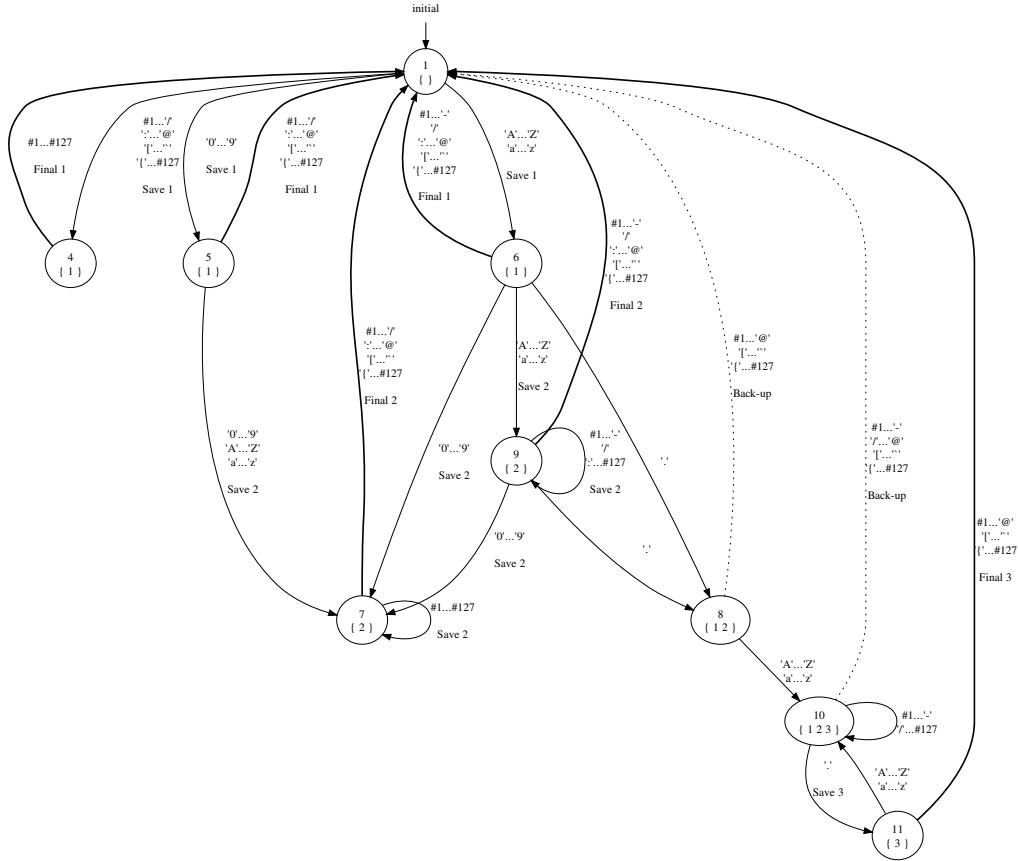 initial
1
{ }
#1...#127
Final 1
#1...'/'
':'...'@'
'['...'`'
'{'...#127
Save 1
'0'...'9'
Save 1
#1...'/'
':'...'@'
'['...'`'
'{'...#127
Final 1
#1...'-'
'/'
':'...'@'
'['...'`'
'{'...#127
Final 1
'A'...'Z'
'a'...'z'
Save 1
4
{ 1 }
5
{ 1 }
6
{ 1 }
#1...'-'
'/'
':'...'@'
'['...'`'
'{'...#127
Final 2
#1...'/'
':'...'@'
'['...'`'
'{'...#127
Final 2
'A'...'Z'
'a'...'z'
Save 2
#1...'@'
'['...'`'
'{'...#127
Back-up
'0'...'9'
'A'...'Z'
'a'...'z'
Save 2
'0'...'9'
Save 2
9
{ 2 }
#1...'-'
'/'
':'...#127
Save 2
'.'
#1...'-'
'/'...'@'
'['...'`'
'{'...#127
Back-up
'0'...'9'
Save 2
'.'
#1...'@'
'['...'`'
'{'...#127
Final 3
7
{ 2 }
#1...#127
Save 2
8
{ 1 2 }
'A'...'Z'
'a'...'z'
10
{ 1 2 3 }
#1...'-'
'/'...#127
'.'
Save 3
'A'...'Z'
'a'...'z'
11
{ 3 }